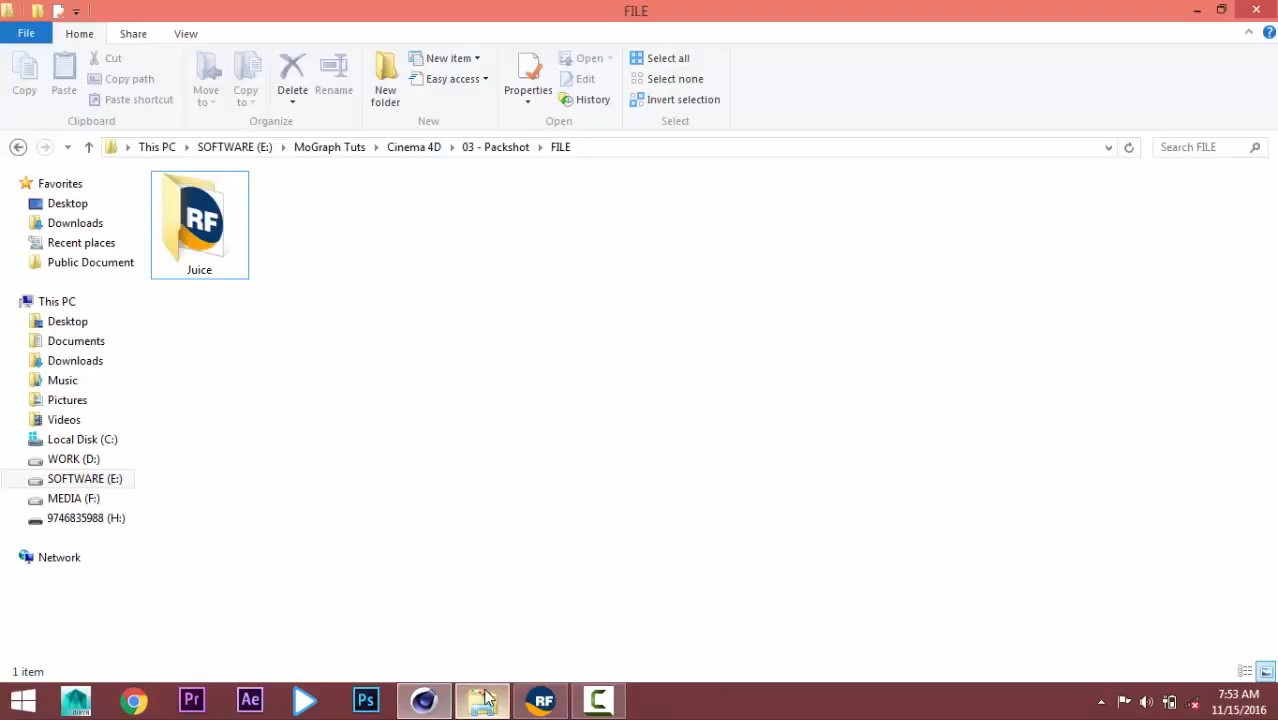 FILE
File Home Share View
Copy Paste Cut Copy path Paste shortcut Move to Copy to Delete Rename New folder New item Easy access Properties Open Edit History Select all Select none Invert selection
Clipboard Organize New Open Select
This PC SOFTWARE (E:) MoGraph Tuts Cinema 4D 03 - Packshot FILE Search FILE
Favorites
Desktop
Downloads
Recent places
Public Document
This PC
Desktop
Documents
Downloads
Music
Pictures
Videos
Local Disk (C:)
WORK (D:)
SOFTWARE (E:)
MEDIA (F:)
9746835988 (H:)
Network
RF
Juice
1 item
MAYA Pr Ae Ps RF C
7:53 AM
11/15/2016